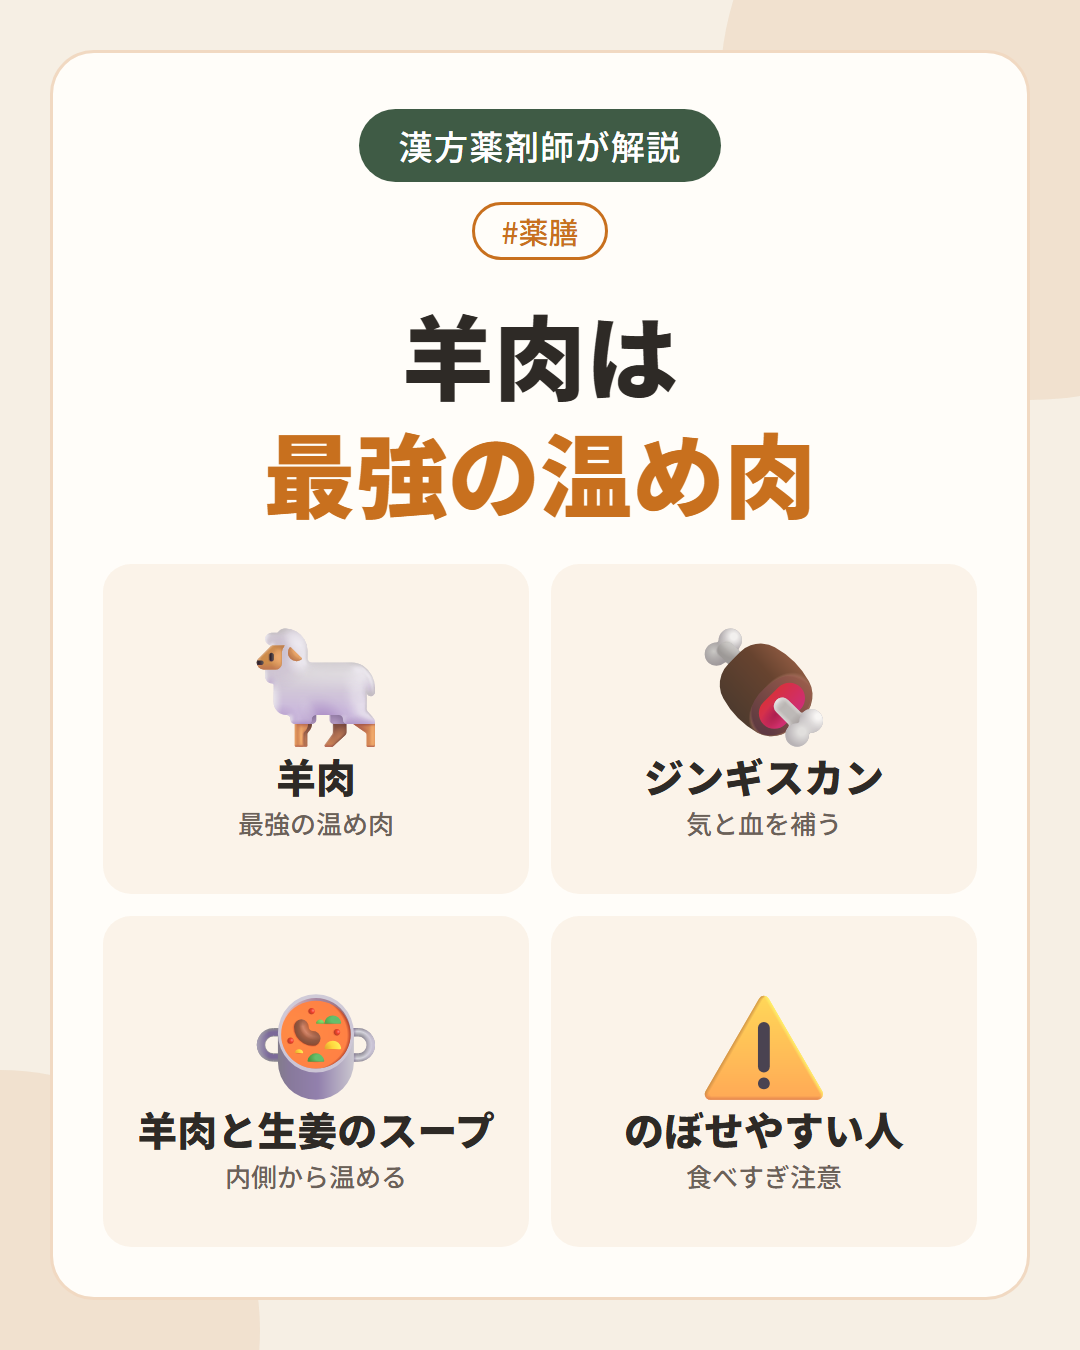 漢方薬剤師が解説
#薬膳
羊肉は
最強の温め肉
羊肉
最強の温め肉
ジンギスカン
気と血を補う
羊肉と生姜のスープ
内側から温める
のぼせやすい人
食べすぎ注意